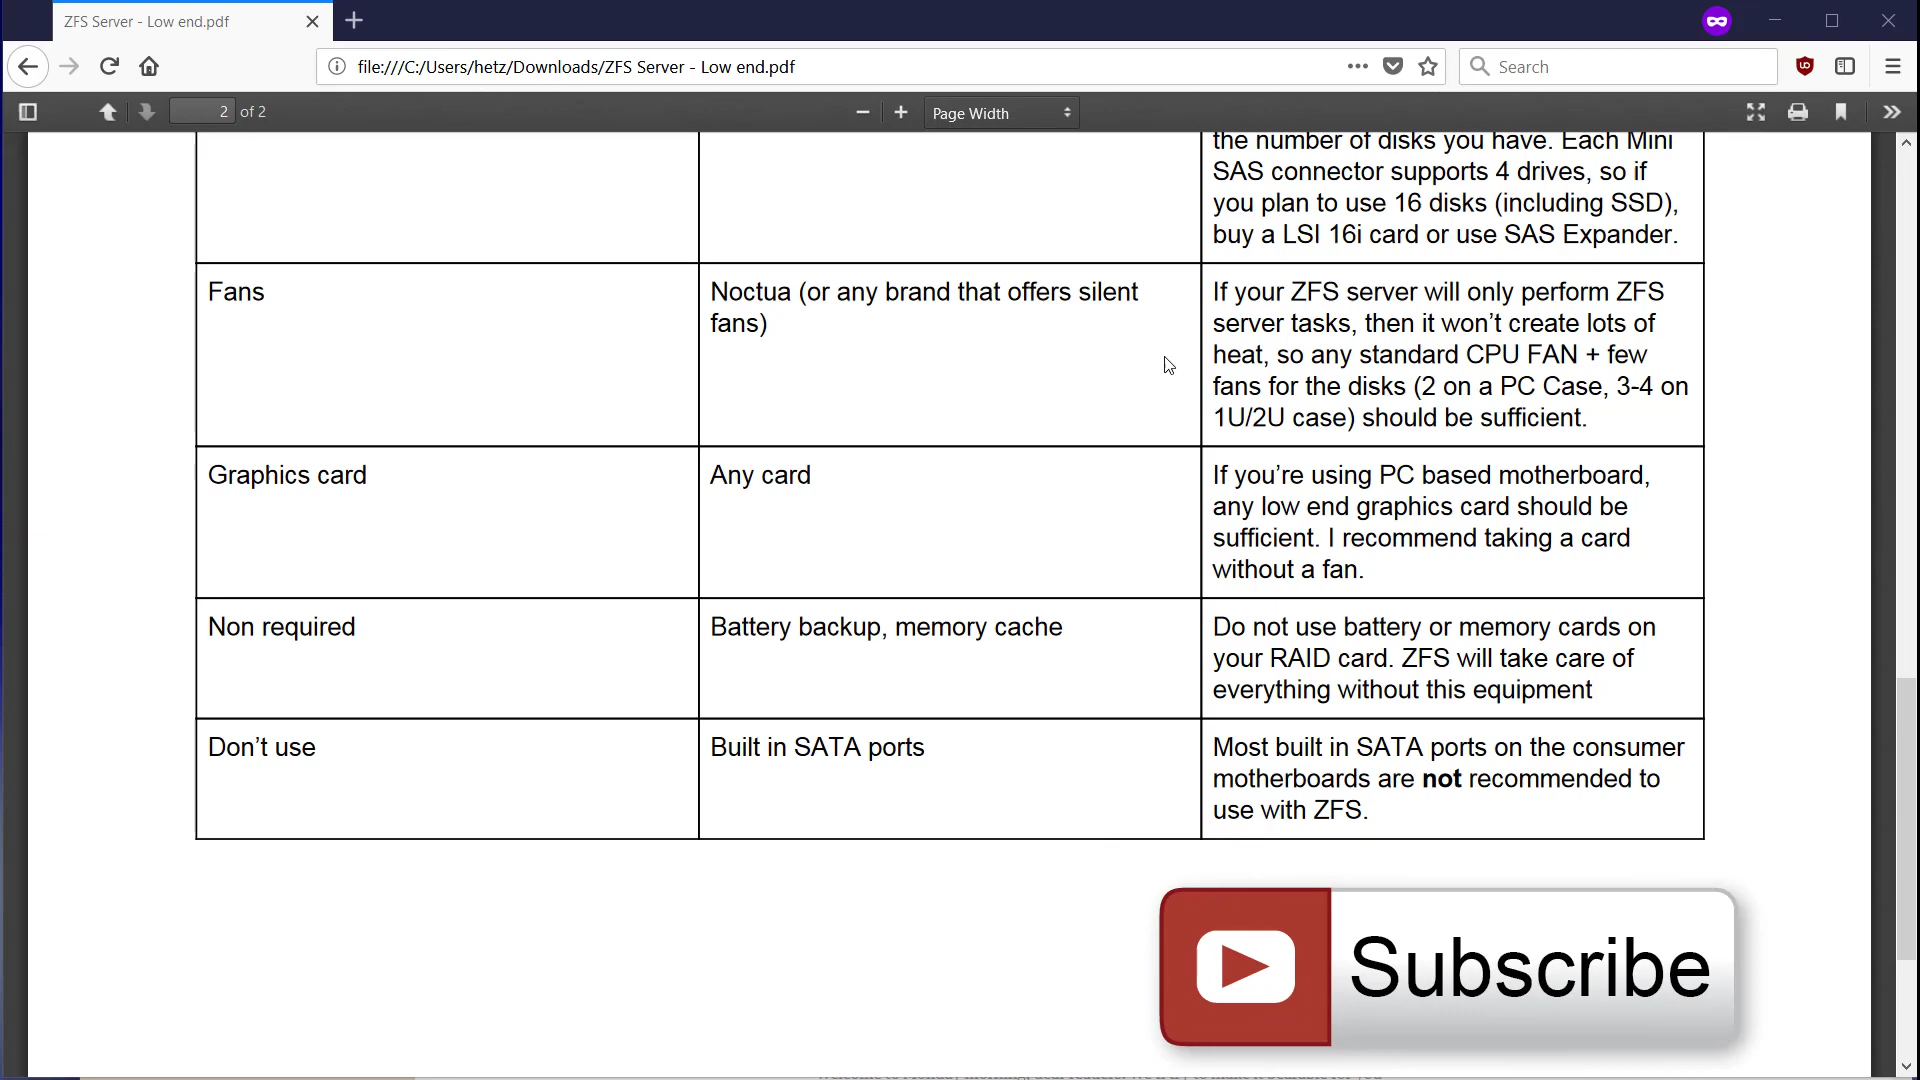 ZFS Server - Low end.pdf
file:///C:/Users/hetz/Downloads/ZFS Server - Low end.pdf
Search
2 of 2
Page Width
the number of disks you have. Each Mini
SAS connector supports 4 drives, so if
you plan to use 16 disks (including SSD),
buy a LSI 16i card or use SAS Expander.
Fans
Noctua (or any brand that offers silent
fans)
If your ZFS server will only perform ZFS
server tasks, then it won’t create lots of
heat, so any standard CPU FAN + few
fans for the disks (2 on a PC Case, 3-4 on
1U/2U case) should be sufficient.
Graphics card
Any card
If you’re using PC based motherboard,
any low end graphics card should be
sufficient. I recommend taking a card
without a fan.
Non required
Battery backup, memory cache
Do not use battery or memory cards on
your RAID card. ZFS will take care of
everything without this equipment
Don’t use
Built in SATA ports
Most built in SATA ports on the consumer
motherboards are not recommended to
use with ZFS.
Subscribe